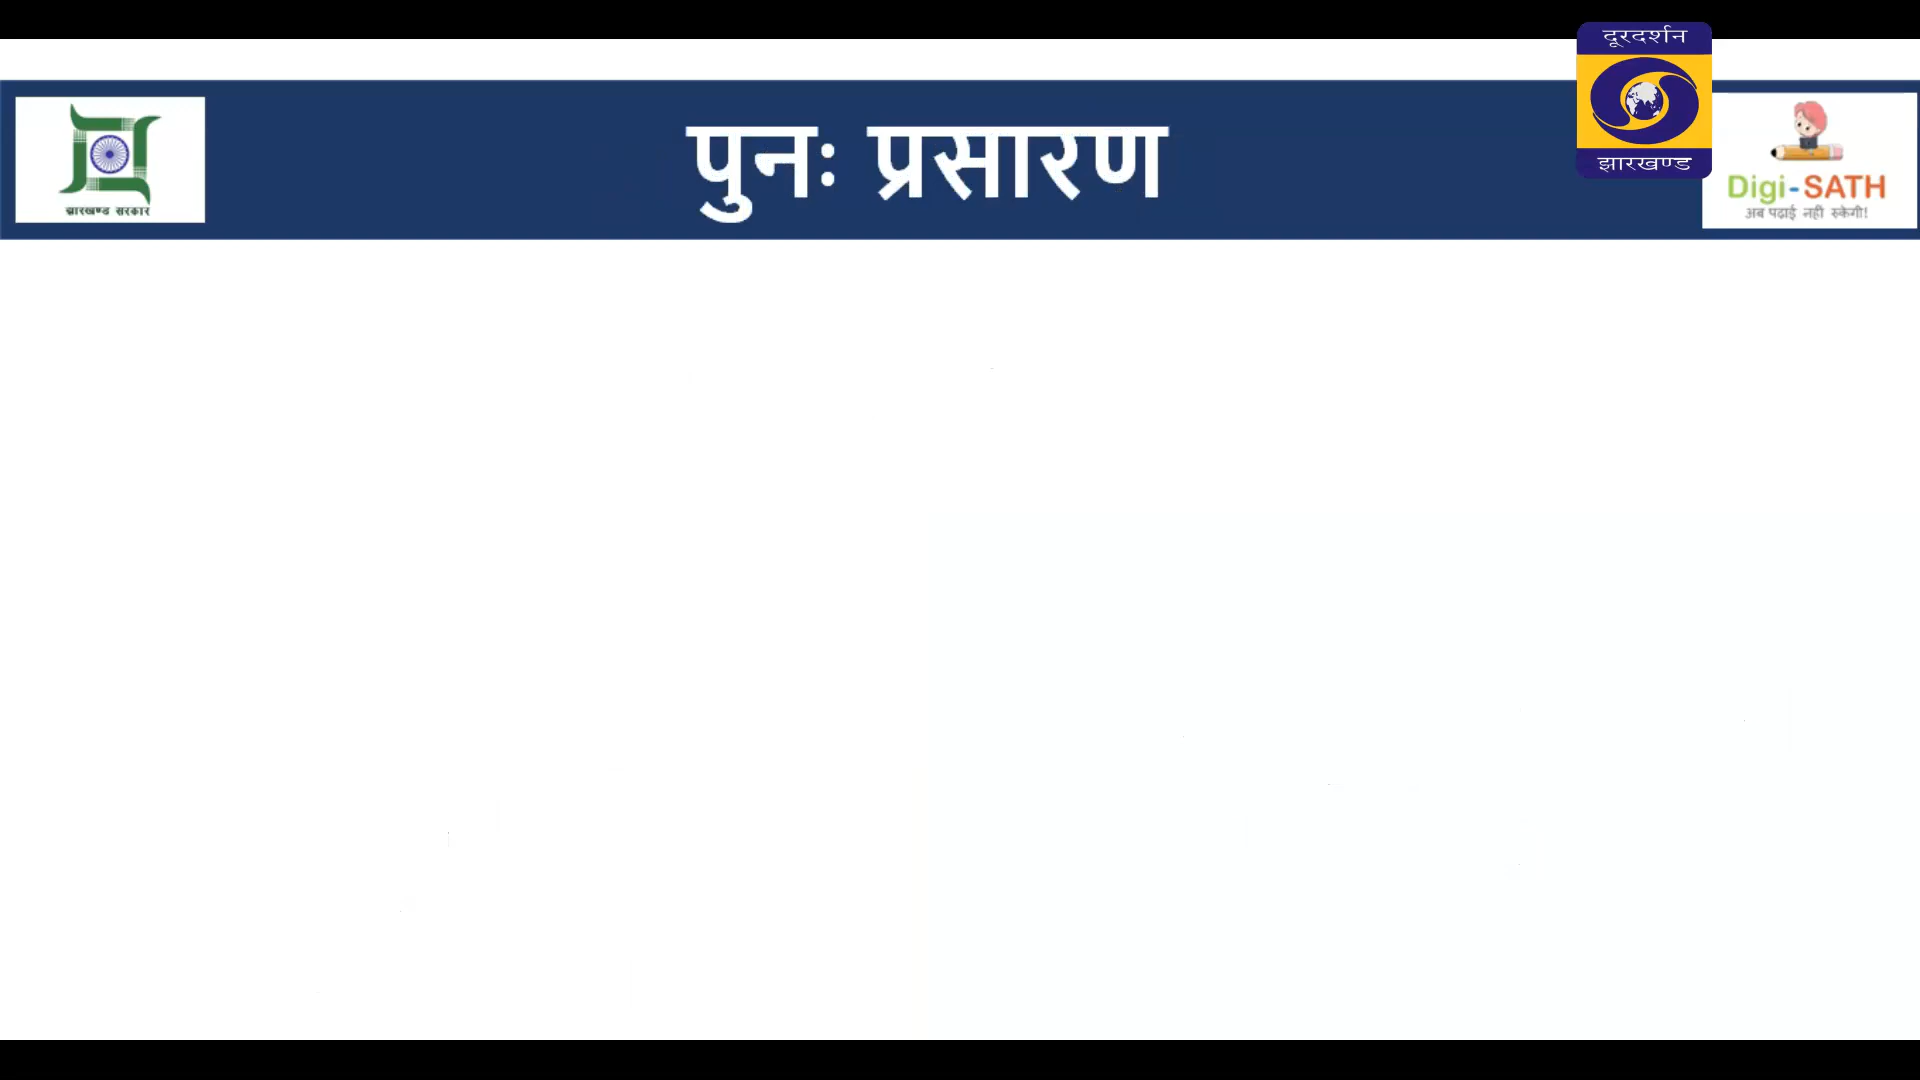 दूरदर्शन
झारखण्ड
पुनः प्रसारण
झारखण्ड सरकार
Digi-SATH
अब पढाई नहीं रुकेगी!